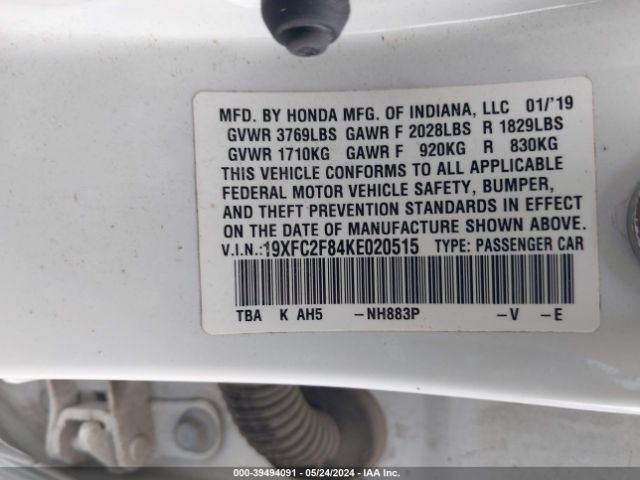 MFD. BY HONDA MFG. OF INDIANA, LLC 01/'19
GVWR 3769LBS GAWR F 2028LBS R 1829LBS
GVWR 1710KG GAWR F 920KG R 830KG
THIS VEHICLE CONFORMS TO ALL APPLICABLE
FEDERAL MOTOR VEHICLE SAFETY, BUMPER,
AND THEFT PREVENTION STANDARDS IN EFFECT
ON THE DATE OF MANUFACTURE SHOWN ABOVE.
V.I.N.:19XFC2F84KE020515 TYPE: PASSENGER CAR
TBA K AH5 -NH883P -V -E
000-39494091 - 05/24/2024 - IAA Inc.